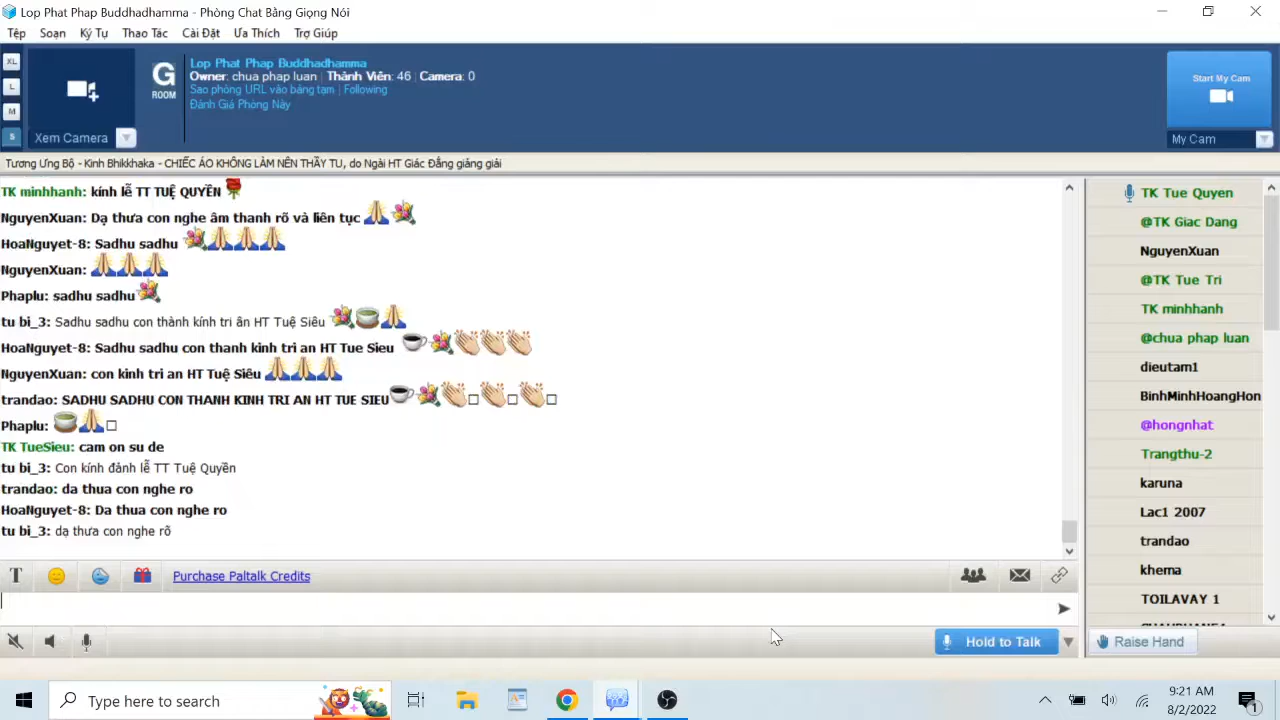 Lop Phat Phap Buddhadhamma - Phòng Chat Bằng Giọng Nói
Tệp Soạn Ký Tự Thao Tác Cài Đặt Ưa Thích Trợ Giúp
XL
L
M
S
Xem Camera
G
ROOM
Lop Phat Phap Buddhadhamma
Owner: chua phap luan | Thành Viên: 46 | Camera: 0
Sao phòng URL vào bảng tạm | Following
Đánh Giá Phòng Này
Start My Cam
My Cam
Tương Ưng Bộ - Kinh Bhikkhaka - CHIẾC ÁO KHÔNG LÀM NÊN THẦY TU, do Ngài HT Giác Đẳng giảng giải
TK minhhanh: kính lễ TT TUỆ QUYỀN
NguyenXuan: Dạ thưa con nghe âm thanh rõ và liên tục
HoaNguyet-8: Sadhu sadhu
NguyenXuan:
Phaplu: sadhu sadhu
tu bi_3: Sadhu sadhu con thành kính tri ân HT Tuệ Siêu
HoaNguyet-8: Sadhu sadhu con thanh kinh tri an HT Tue Sieu
NguyenXuan: con kinh tri an HT Tuệ Siêu
trandao: SADHU SADHU CON THANH KINH TRI AN HT TUE SIEU
Phaplu:
TK TueSieu: cam on su de
tu bi_3: Con kính đảnh lễ TT Tuệ Quyền
trandao: da thua con nghe ro
HoaNguyet-8: Da thua con nghe ro
tu bi_3: dạ thưa con nghe rõ
TK Tue Quyen
@TK Giac Dang
NguyenXuan
@TK Tue Tri
TK minhhanh
@chua phap luan
dieutam1
BinhMinhHoangHon
@hongnhat
Trangthu-2
karuna
Lac1 2007
trandao
khema
TOILAVAY 1
T
Purchase Paltalk Credits
Hold to Talk
Raise Hand
Type here to search
9:21 AM
8/2/2022
1